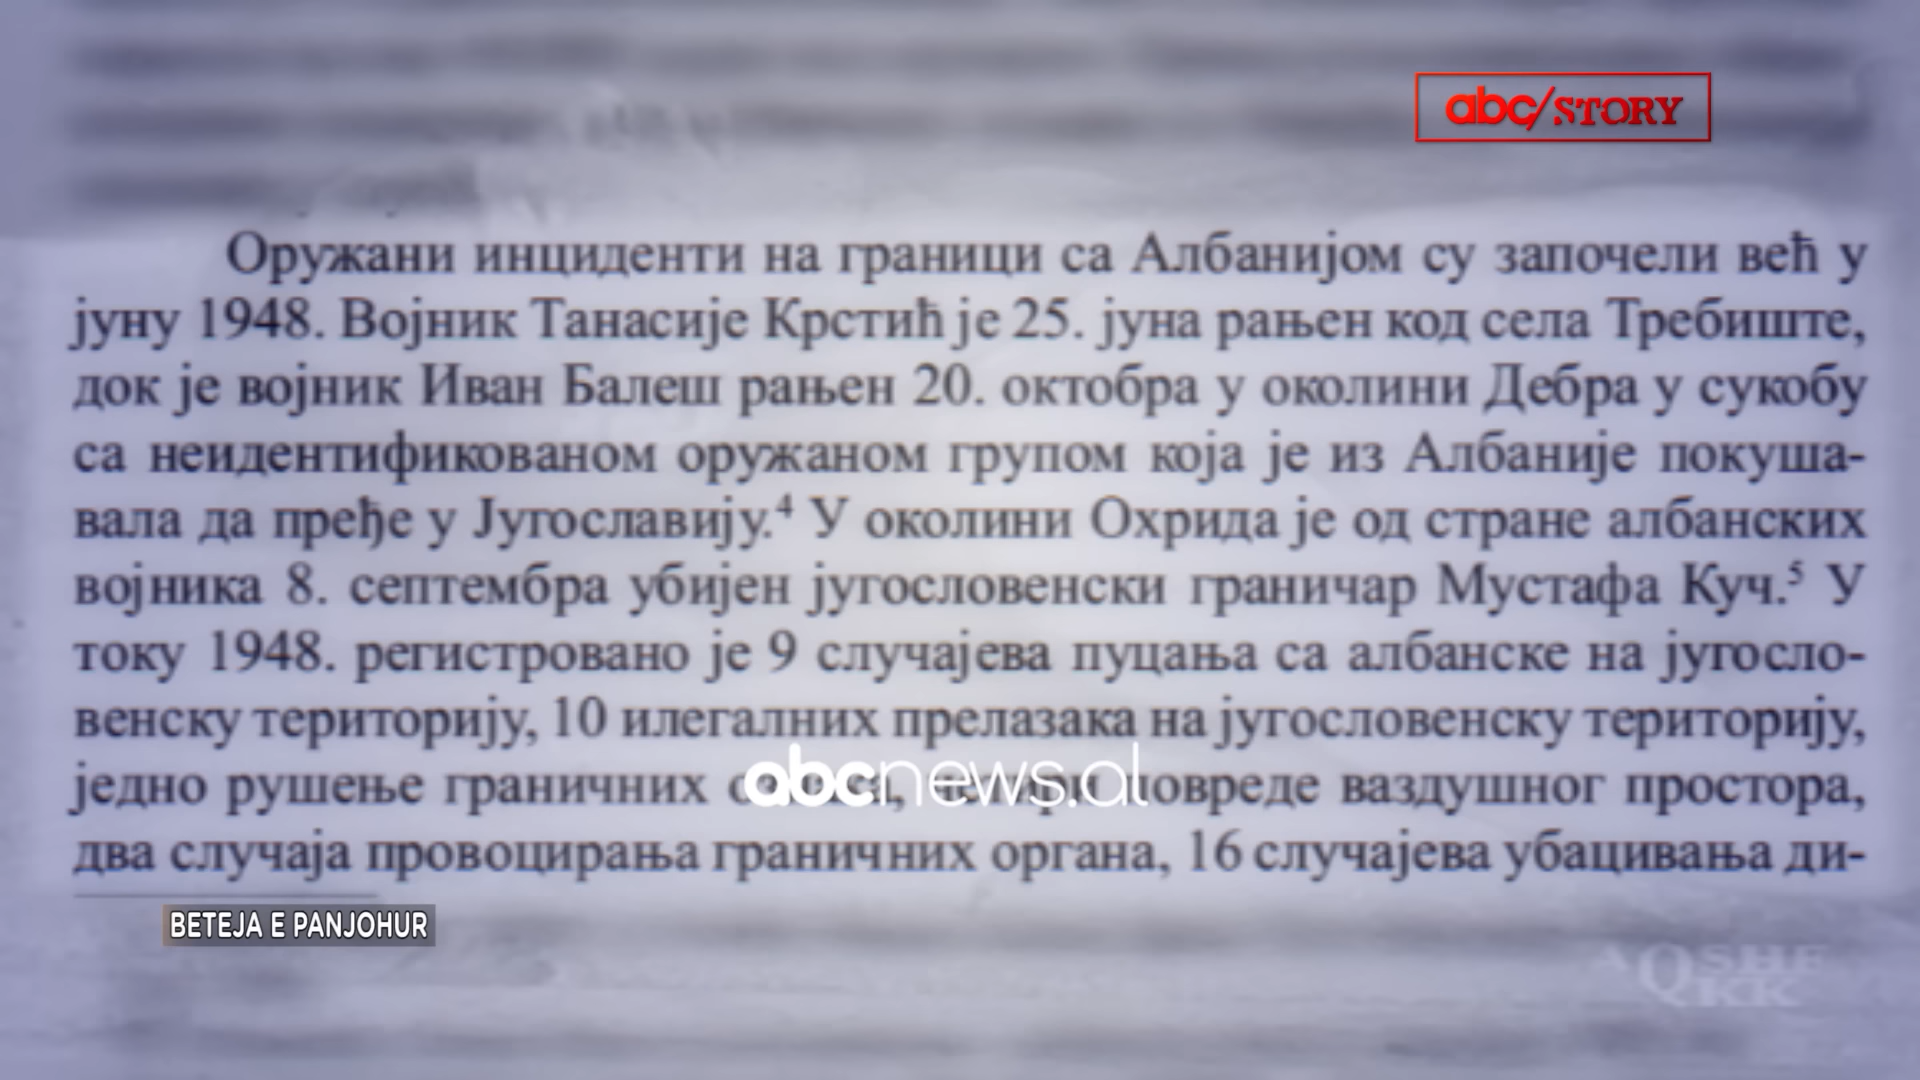 abc/STORY
Оружани инциденти на граници са Албанијом су започели већ у
јуну 1948. Војник Танасије Крстић је 25. јуна рањен код села Требиште,
док је војник Иван Балеш рањен 20. октобра у околини Дебра у сукобу
са неидентификованом оружаном групом која је из Албаније покуша-
вала да пређе у Југославију.⁴ У околини Охрида је од стране албанских
војника 8. септембра убијен југословенски граничар Мустафа Куч.⁵ У
току 1948. регистровано је 9 случајева пуцања са албанске на југосло-
венску територију, 10 илегалних прелазака на југословенску територију,
једно рушење граничних повреде ваздушног простора,
abcnews.al
два случаја провоцирања граничних органа, 16 случајева убацивања ди-
BETEJA E PANJOHUR
AQSHF
KK